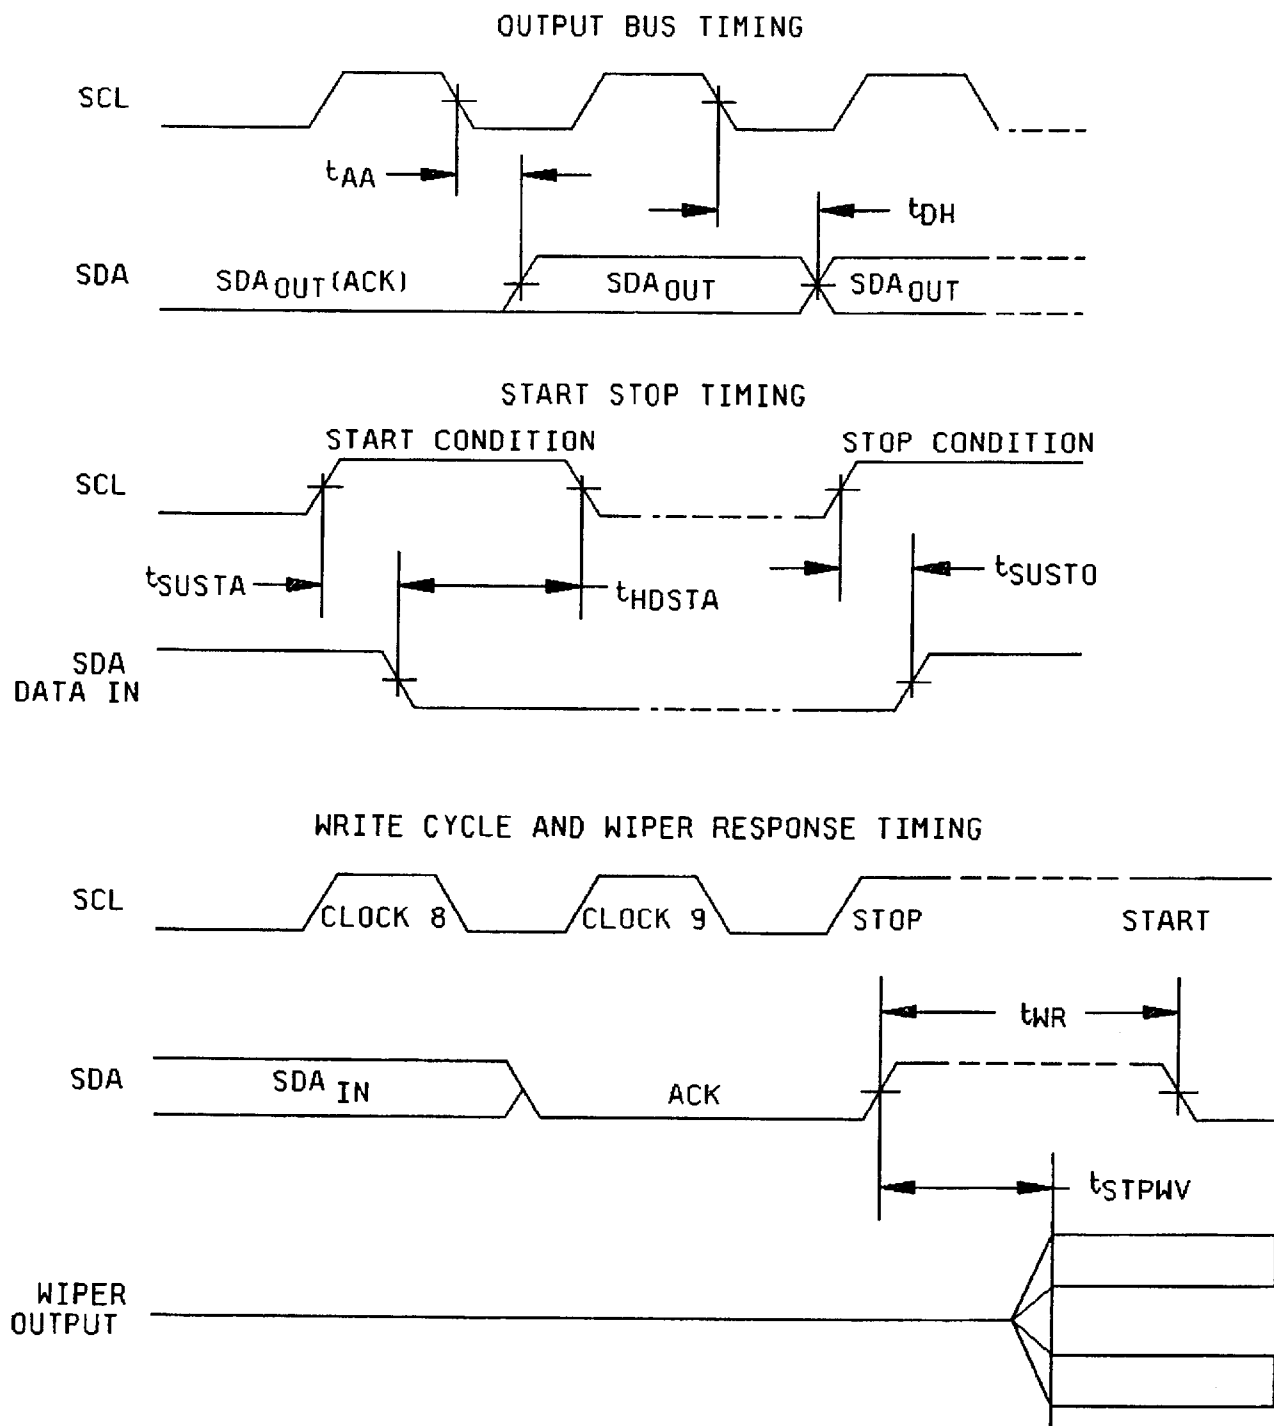 OUTPUT BUS TIMING
SCL
tAA
tDH
SDA
SDAOUT(ACK)
SDAOUT
SDAOUT
START STOP TIMING
START CONDITION
STOP CONDITION
SCL
tSUSTA
tHDSTA
tSUSTO
SDA
DATA IN
WRITE CYCLE AND WIPER RESPONSE TIMING
SCL
CLOCK 8
CLOCK 9
STOP
START
tWR
SDA
SDA IN
ACK
tSTPWV
WIPER
OUTPUT